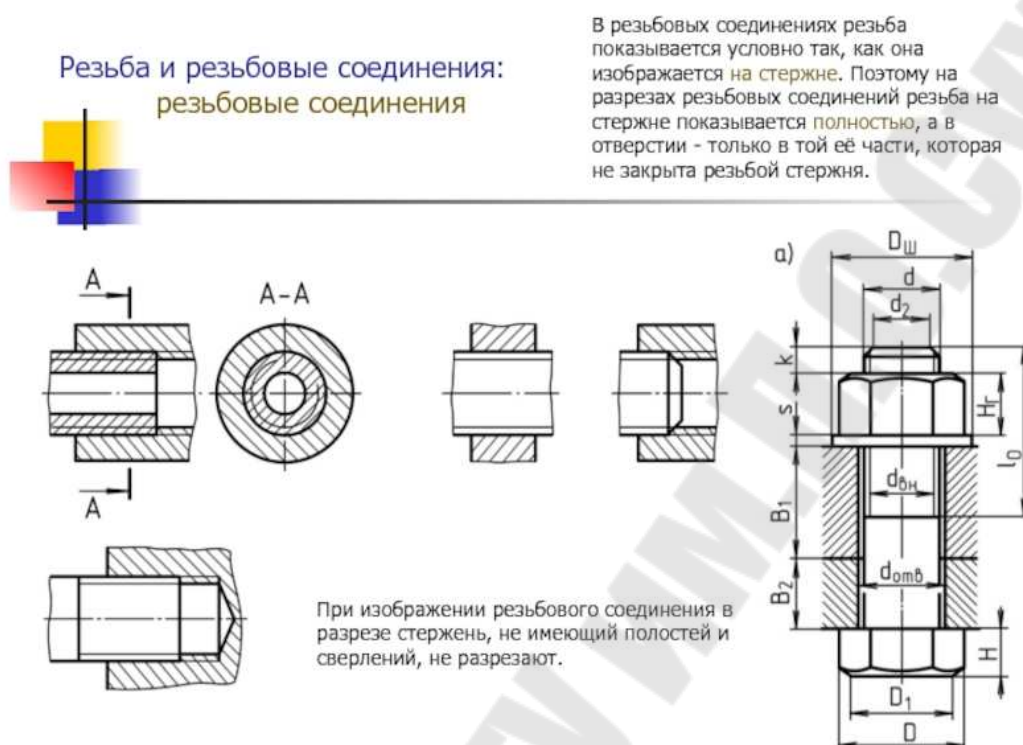 Резьба и резьбовые соединения:
резьбовые соединения
В резьбовых соединениях резьба
показывается условно так, как она
изображается на стержне. Поэтому на
разрезах резьбовых соединений резьба на
стержне показывается полностью, а в
отверстии - только в той её части, которая
не закрыта резьбой стержня.
А
А-А
А
а)
Dш
d
d2
k
s
Hг
l0
dвн
B1
dотв
B2
H
D1
D
При изображении резьбового соединения в
разрезе стержень, не имеющий полостей и
сверлений, не разрезают.